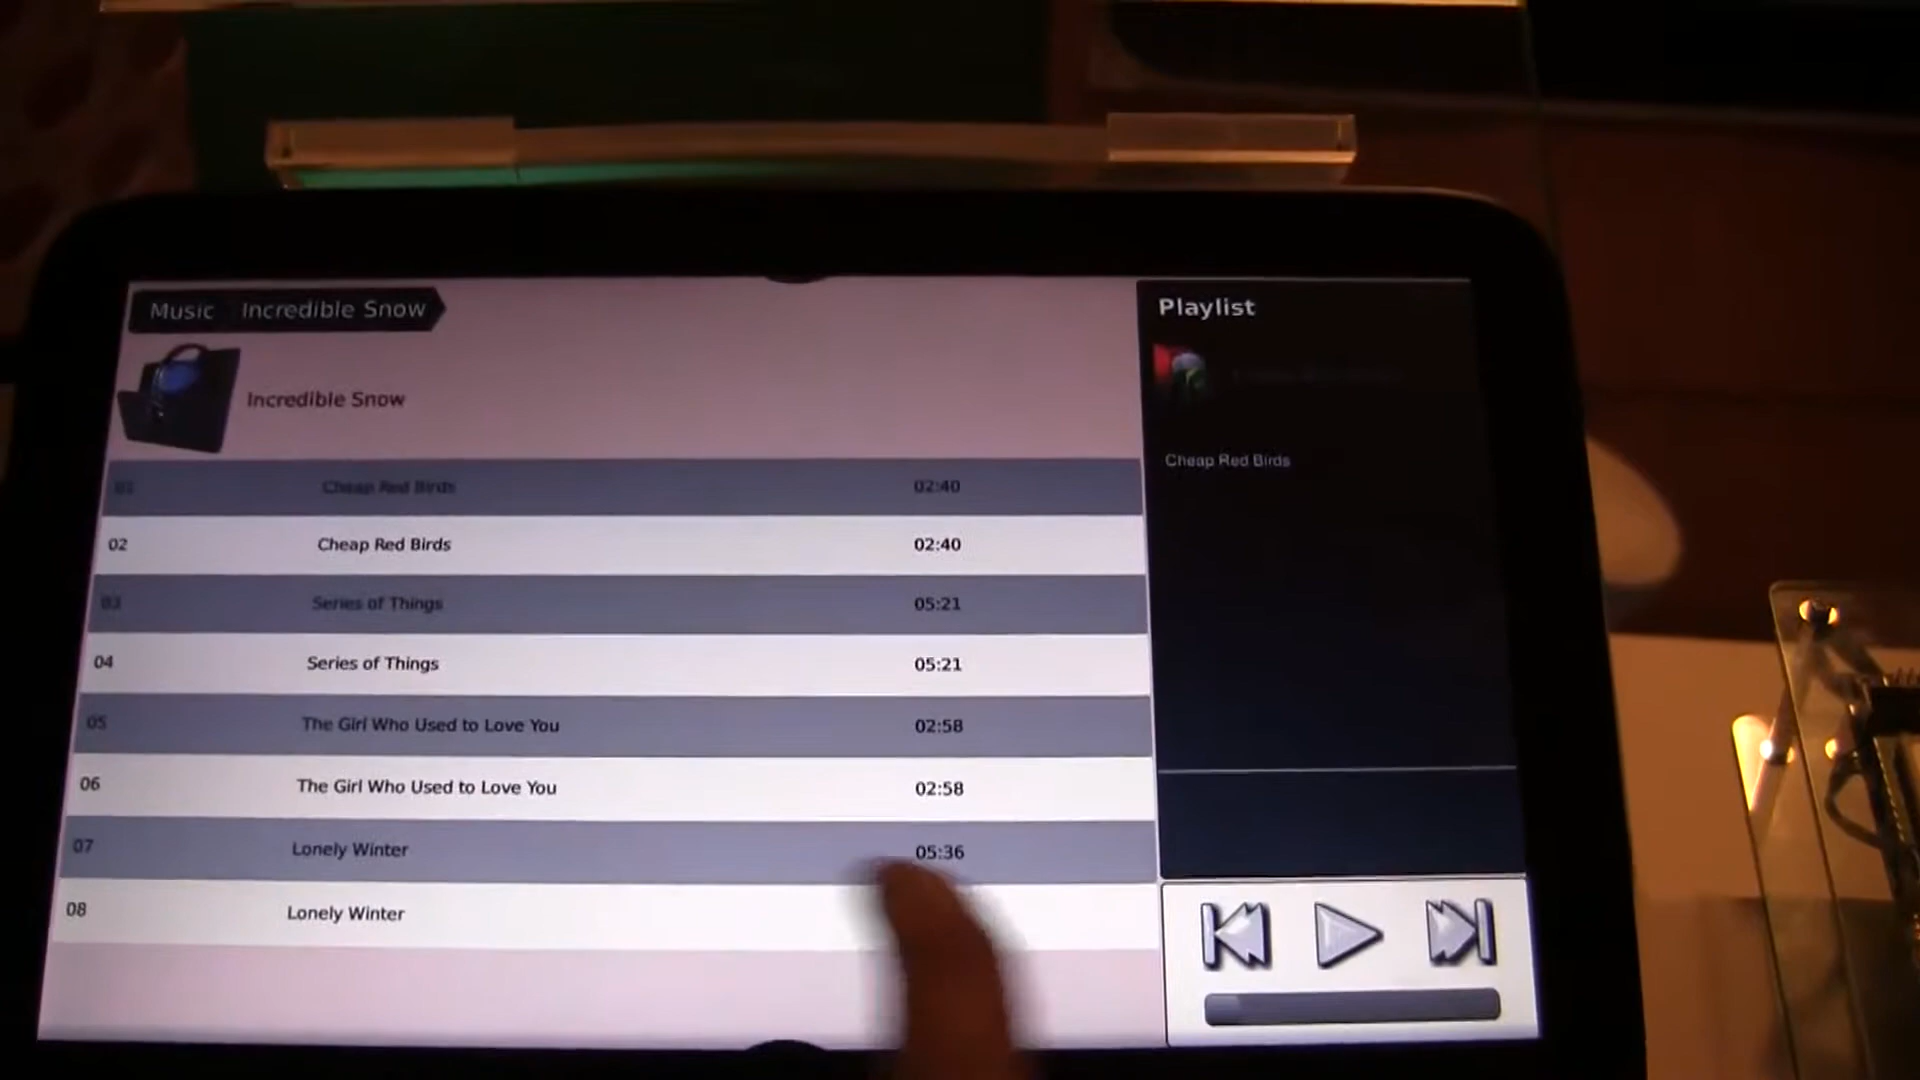 Music Incredible Snow
Incredible Snow
01 Cheap Red Birds 02:40
02 Cheap Red Birds 02:40
03 Series of Things 05:21
04 Series of Things 05:21
05 The Girl Who Used to Love You 02:58
06 The Girl Who Used to Love You 02:58
07 Lonely Winter 05:36
08 Lonely Winter
Playlist
Cheap Red Birds